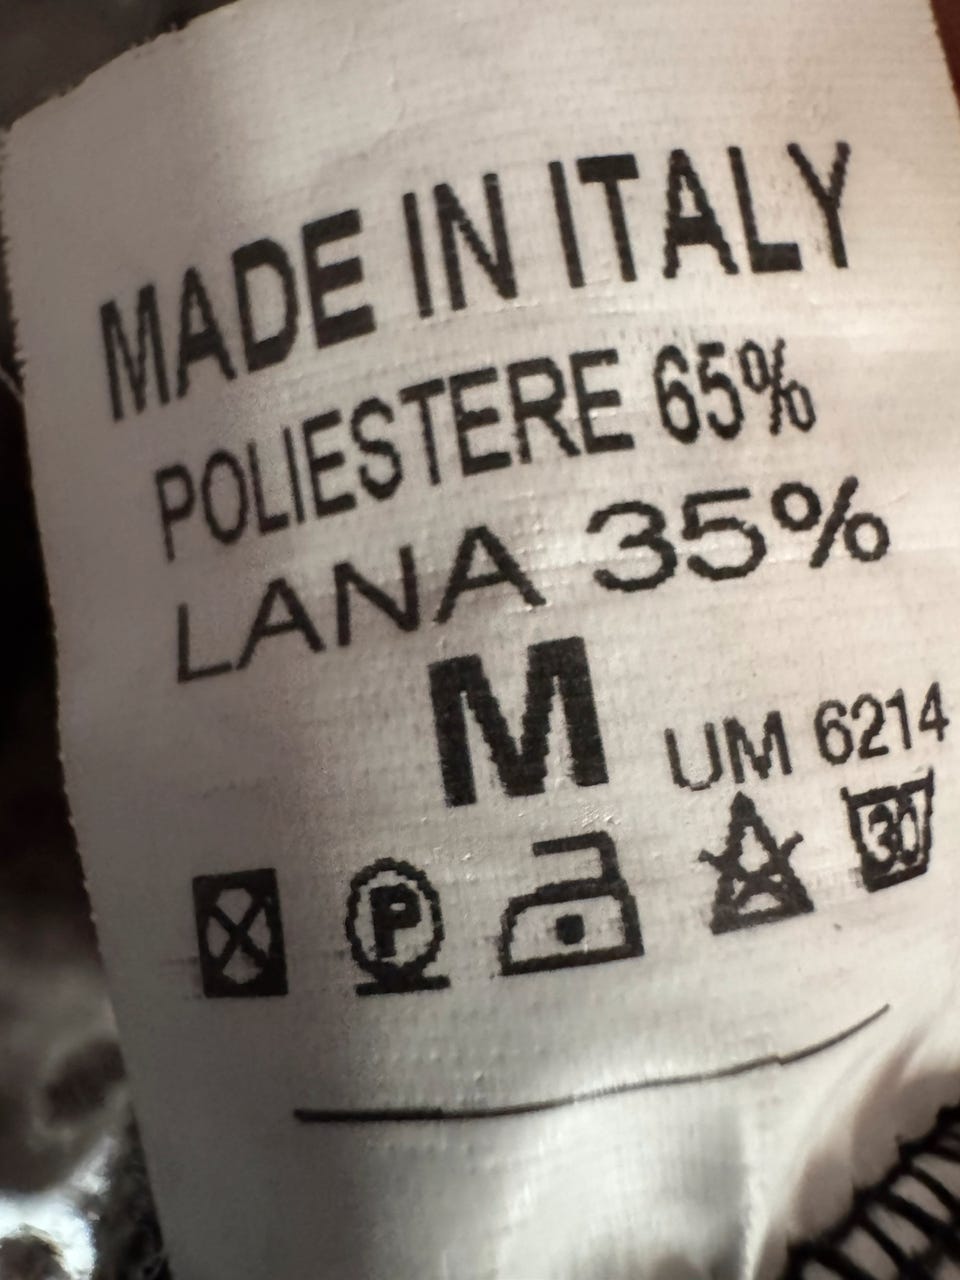 MADE IN ITALY
POLIESTERE 65%
LANA 35%
M UM 6214
P 30